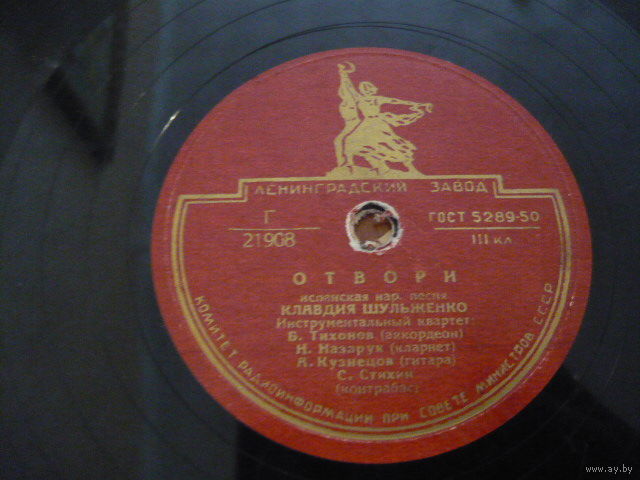 ЛЕНИНГРАДСКИЙ ЗАВОД
Г
21908
ГОСТ 5289-50
III кл
ОТВОРИ
испанская нар. песня
КЛАВДИЯ ШУЛЬЖЕНКО
Инструментальный квартет:
Б. Тихонов (аккордеон)
Н. Назарук (кларнет)
А. Кузнецов (гитара)
С. Стихин
(контрабас)
КОМИТЕТ РАДИОИНФОРМАЦИИ ПРИ СОВЕТЕ МИНИСТРОВ СССР
www.ay.by